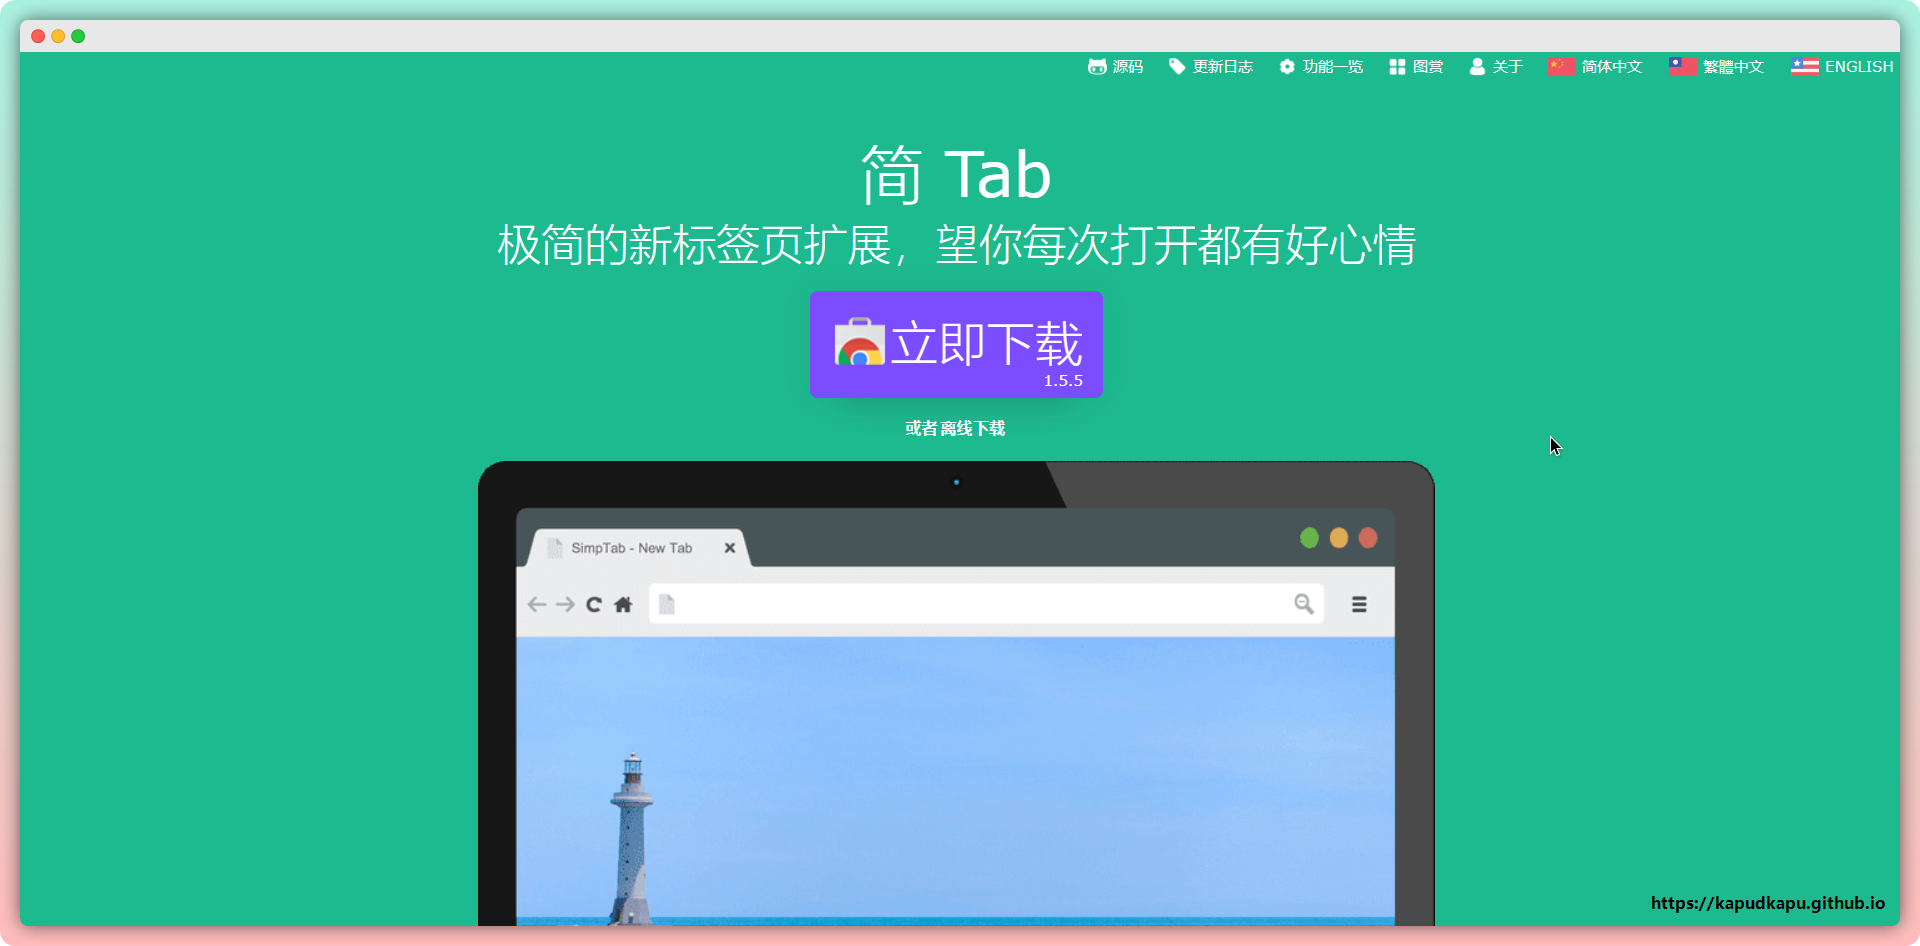 源码 更新日志 功能一览 图赏 关于 简体中文 繁體中文 ENGLISH
简 Tab
极简的新标签页扩展，望你每次打开都有好心情
立即下载
1.5.5
或者离线下载
SimpTab - New Tab
https://kapudkapu.github.io